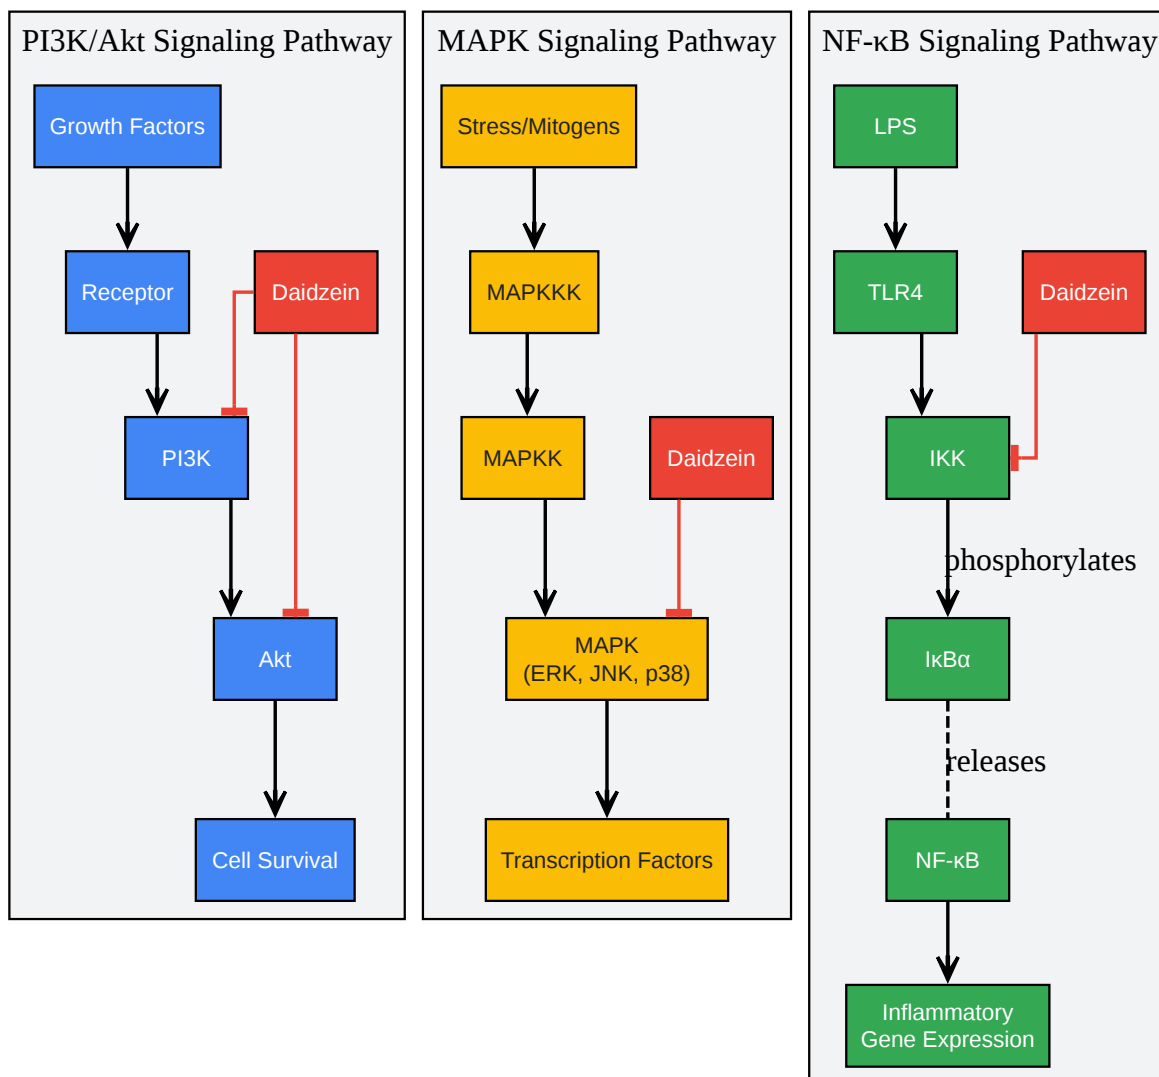 PI3K/Akt Signaling Pathway
Growth Factors
Receptor
Daidzein
PI3K
Akt
Cell Survival
MAPK Signaling Pathway
Stress/Mitogens
MAPKKK
MAPKK
Daidzein
MAPK
(ERK, JNK, p38)
Transcription Factors
NF-κB Signaling Pathway
LPS
TLR4
Daidzein
IKK
phosphorylates
IκBα
releases
NF-κB
Inflammatory
Gene Expression